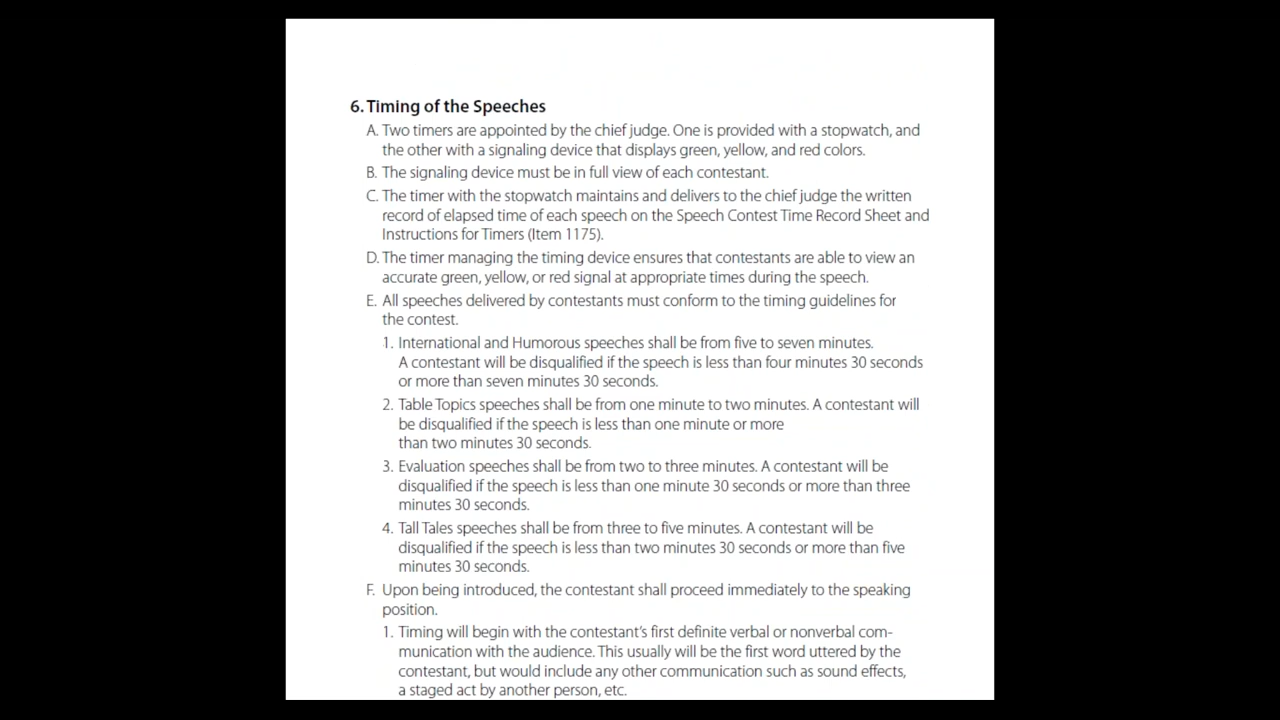 6. Timing of the Speeches
A. Two timers are appointed by the chief judge. One is provided with a stopwatch, and
the other with a signaling device that displays green, yellow, and red colors.
B. The signaling device must be in full view of each contestant.
C. The timer with the stopwatch maintains and delivers to the chief judge the written
record of elapsed time of each speech on the Speech Contest Time Record Sheet and
Instructions for Timers (Item 1175).
D. The timer managing the timing device ensures that contestants are able to view an
accurate green, yellow, or red signal at appropriate times during the speech.
E. All speeches delivered by contestants must conform to the timing guidelines for
the contest.
1. International and Humorous speeches shall be from five to seven minutes.
A contestant will be disqualified if the speech is less than four minutes 30 seconds
or more than seven minutes 30 seconds.
2. Table Topics speeches shall be from one minute to two minutes. A contestant will
be disqualified if the speech is less than one minute or more
than two minutes 30 seconds.
3. Evaluation speeches shall be from two to three minutes. A contestant will be
disqualified if the speech is less than one minute 30 seconds or more than three
minutes 30 seconds.
4. Tall Tales speeches shall be from three to five minutes. A contestant will be
disqualified if the speech is less than two minutes 30 seconds or more than five
minutes 30 seconds.
F. Upon being introduced, the contestant shall proceed immediately to the speaking
position.
1. Timing will begin with the contestant's first definite verbal or nonverbal com-
munication with the audience. This usually will be the first word uttered by the
contestant, but would include any other communication such as sound effects,
a staged act by another person, etc.